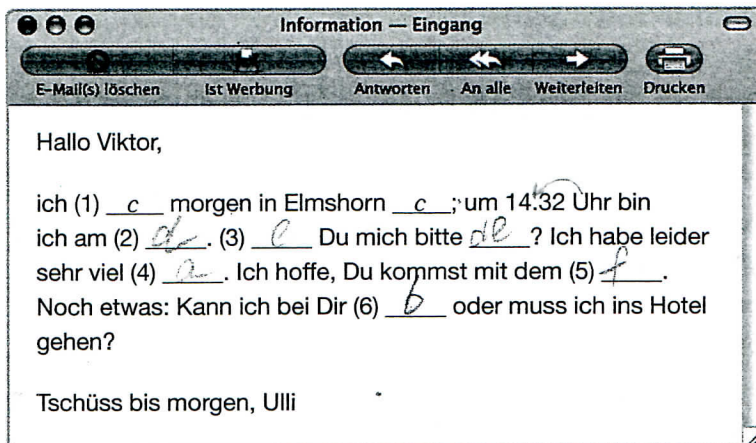 Information — Eingang
E-Mail(s) löschen Ist Werbung Antworten An alle Weiterleiten Drucken
Hallo Viktor,
ich (1) c morgen in Elmshorn c ; um 14.32 Uhr bin
ich am (2) d . (3) e Du mich bitte e ? Ich habe leider
sehr viel (4) a . Ich hoffe, Du kommst mit dem (5) f .
Noch etwas: Kann ich bei Dir (6) b oder muss ich ins Hotel
gehen?
Tschüss bis morgen, Ulli